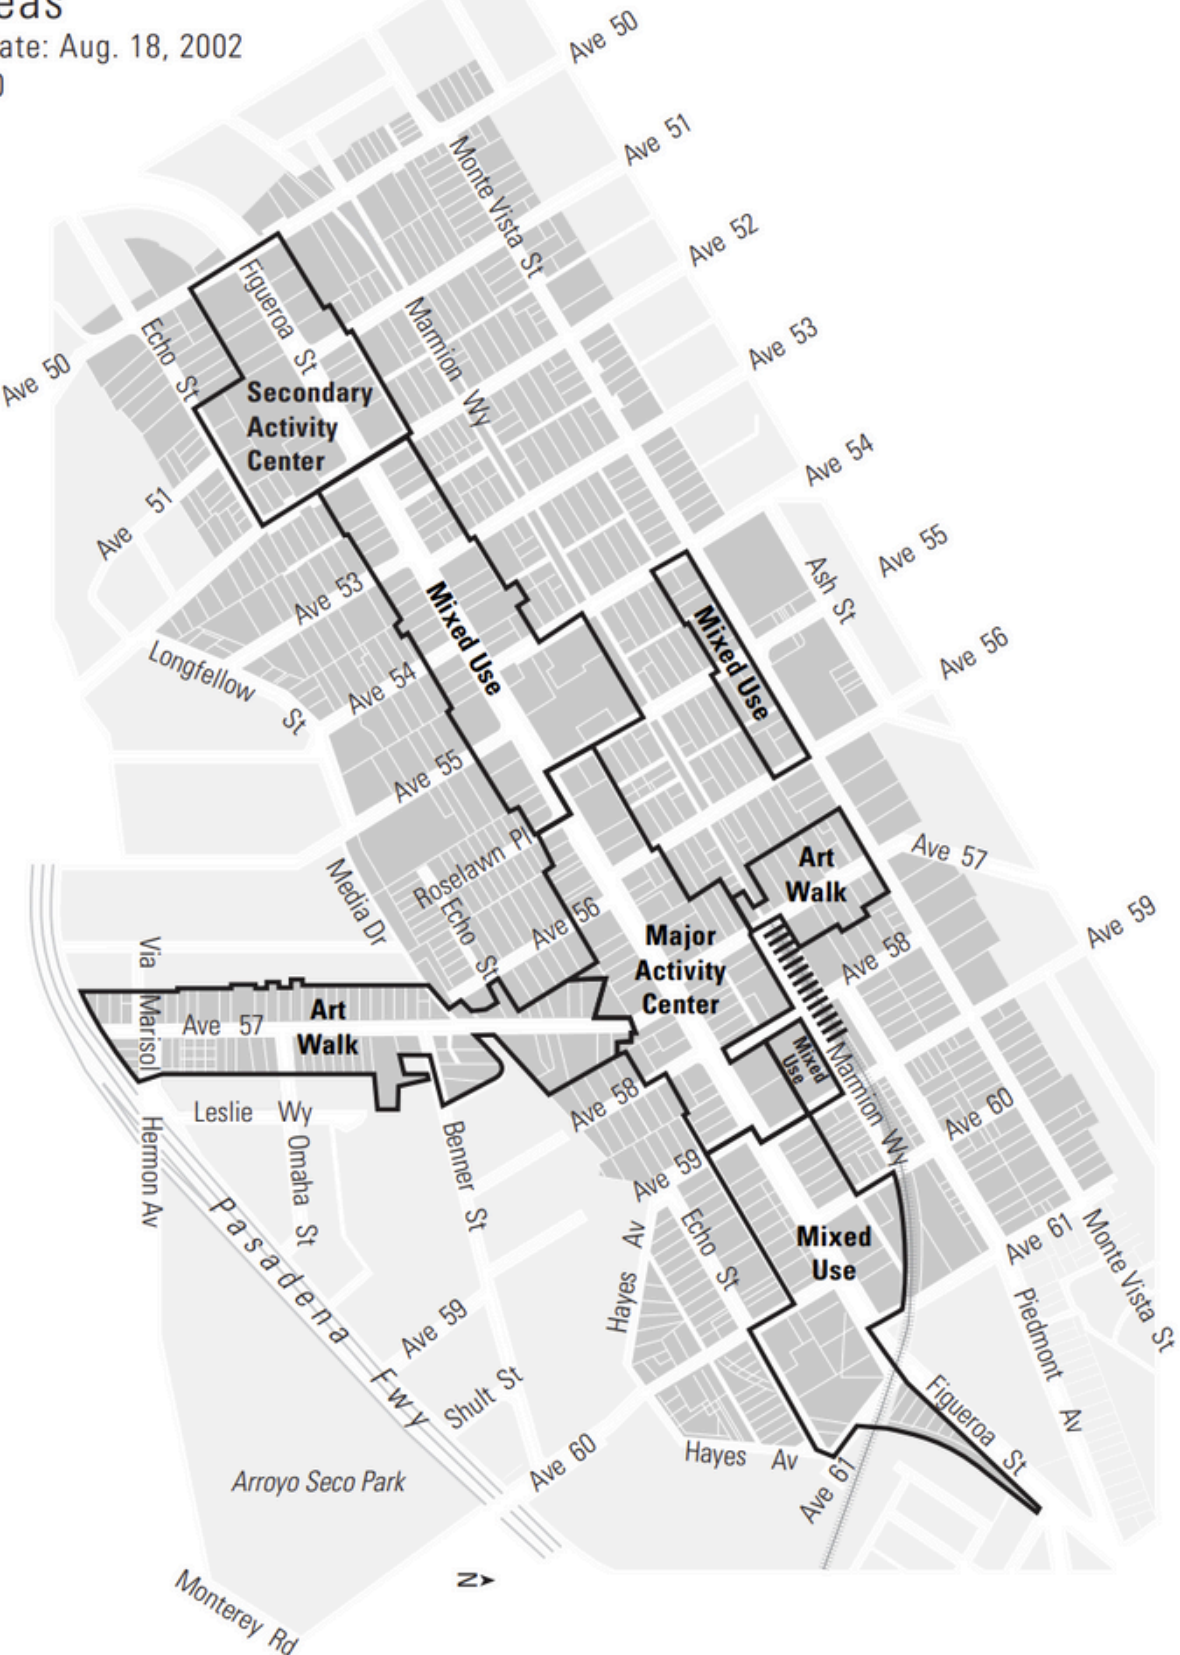 eas
ate: Aug. 18, 2002
Ave 50
Ave 51
Monte Vista St
Ave 52
Figueroa St
Echo St
Marmion Wy
Ave 53
Ave 50
Secondary
Activity
Center
Ave 54
Ave 51
Ave 55
Ash St
Ave 53
Mixed Use
Mixed Use
Ave 56
Longfellow St
Ave 54
Ave 55
Roselawn Pl
Art
Walk
Ave 57
Media Dr
Echo St
Ave 56
Major
Activity
Center
Ave 58
Ave 59
Via Marisol
Ave 57
Art
Walk
Mixed
Use
Marmion Wy
Leslie Wy
Ave 58
Ave 60
Hermon Av
Omaha St
Benner St
Ave 59
Echo St
Mixed
Use
Ave 61
Monte Vista St
Hayes Av
Pasadena Fwy
Ave 59
Piedmont Av
Shult St
Figueroa St
Hayes Av
Ave 61
Ave 60
Arroyo Seco Park
N
Monterey Rd